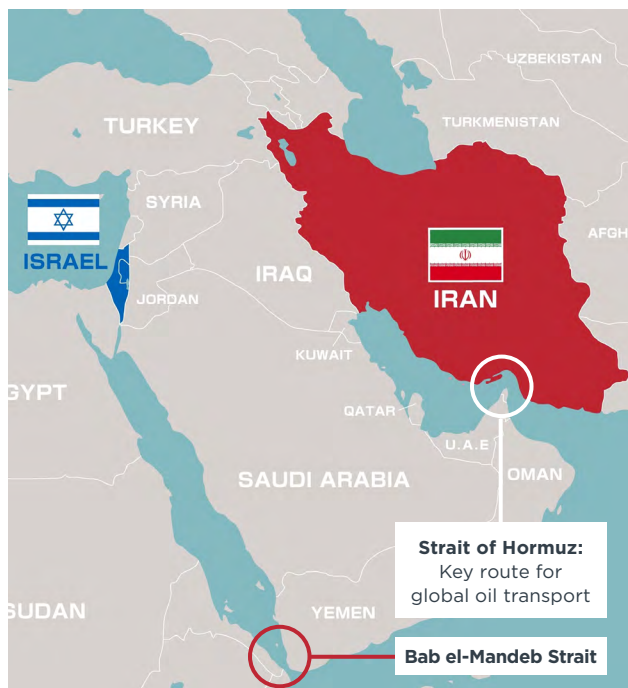 UZBEKISTAN
TURKEY
TURKMENISTAN
SYRIA
AFGH
ISRAEL
IRAQ
IRAN
JORDAN
KUWAIT
GYPT
QATAR
U.A.E
SAUDI ARABIA
OMAN
Strait of Hormuz:
Key route for
global oil transport
SUDAN
YEMEN
Bab el-Mandeb Strait